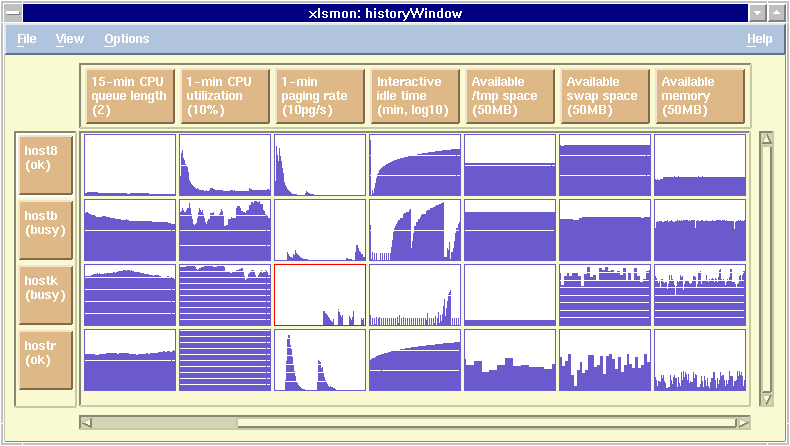 xlsmon: historyWindow
File View Options Help
15-min CPU
queue length
(2)
1-min CPU
utilization
(10%)
1-min
paging rate
(10pg/s)
Interactive
idle time
(min, log10)
Available
/tmp space
(50MB)
Available
swap space
(50MB)
Available
memory
(50MB)
host8
(ok)
hostb
(busy)
hostk
(busy)
hostr
(ok)